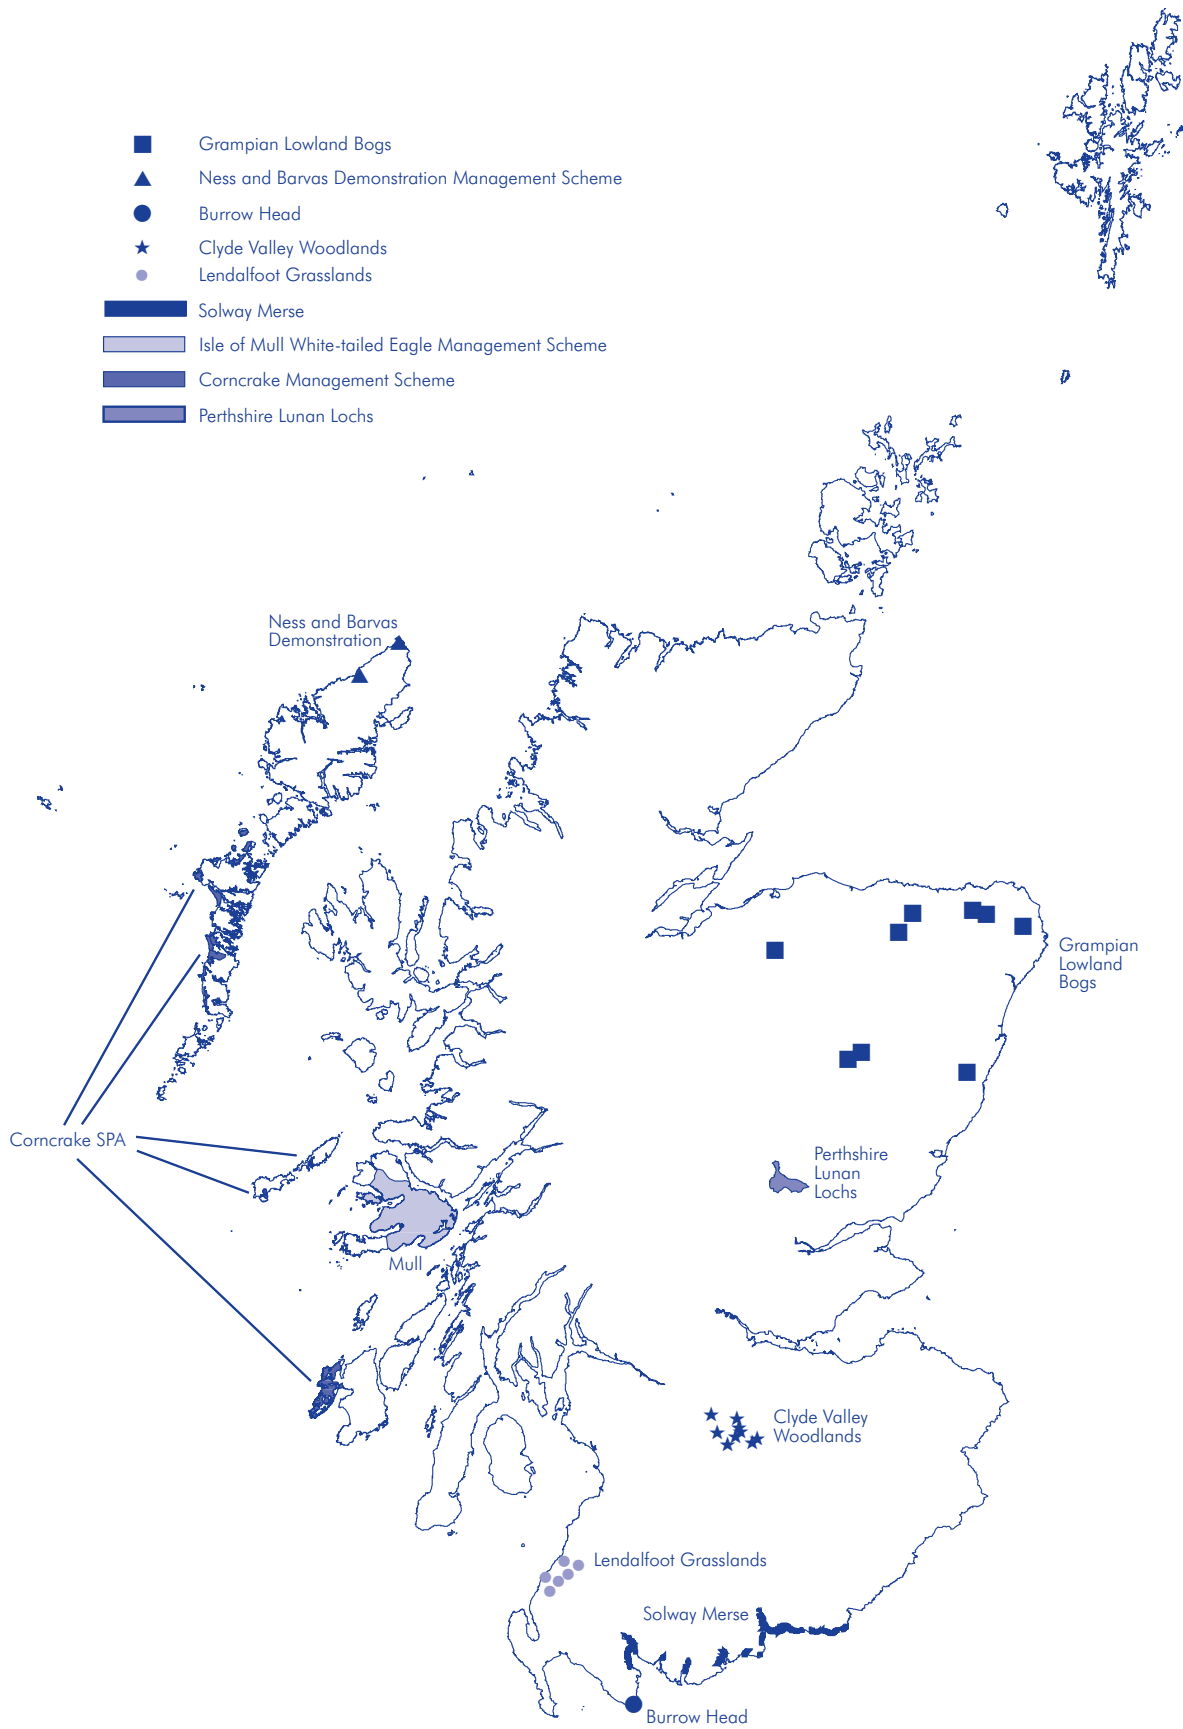 Grampian Lowland Bogs
Ness and Barvas Demonstration Management Scheme
Burrow Head
Clyde Valley Woodlands
Lendalfoot Grasslands
Solway Merse
Isle of Mull White-tailed Eagle Management Scheme
Corncrake Management Scheme
Perthshire Lunan Lochs
Ness and Barvas
Demonstration
Grampian
Lowland
Bogs
Corncrake SPA
Perthshire
Lunan
Lochs
Mull
Clyde Valley
Woodlands
Lendalfoot Grasslands
Solway Merse
Burrow Head